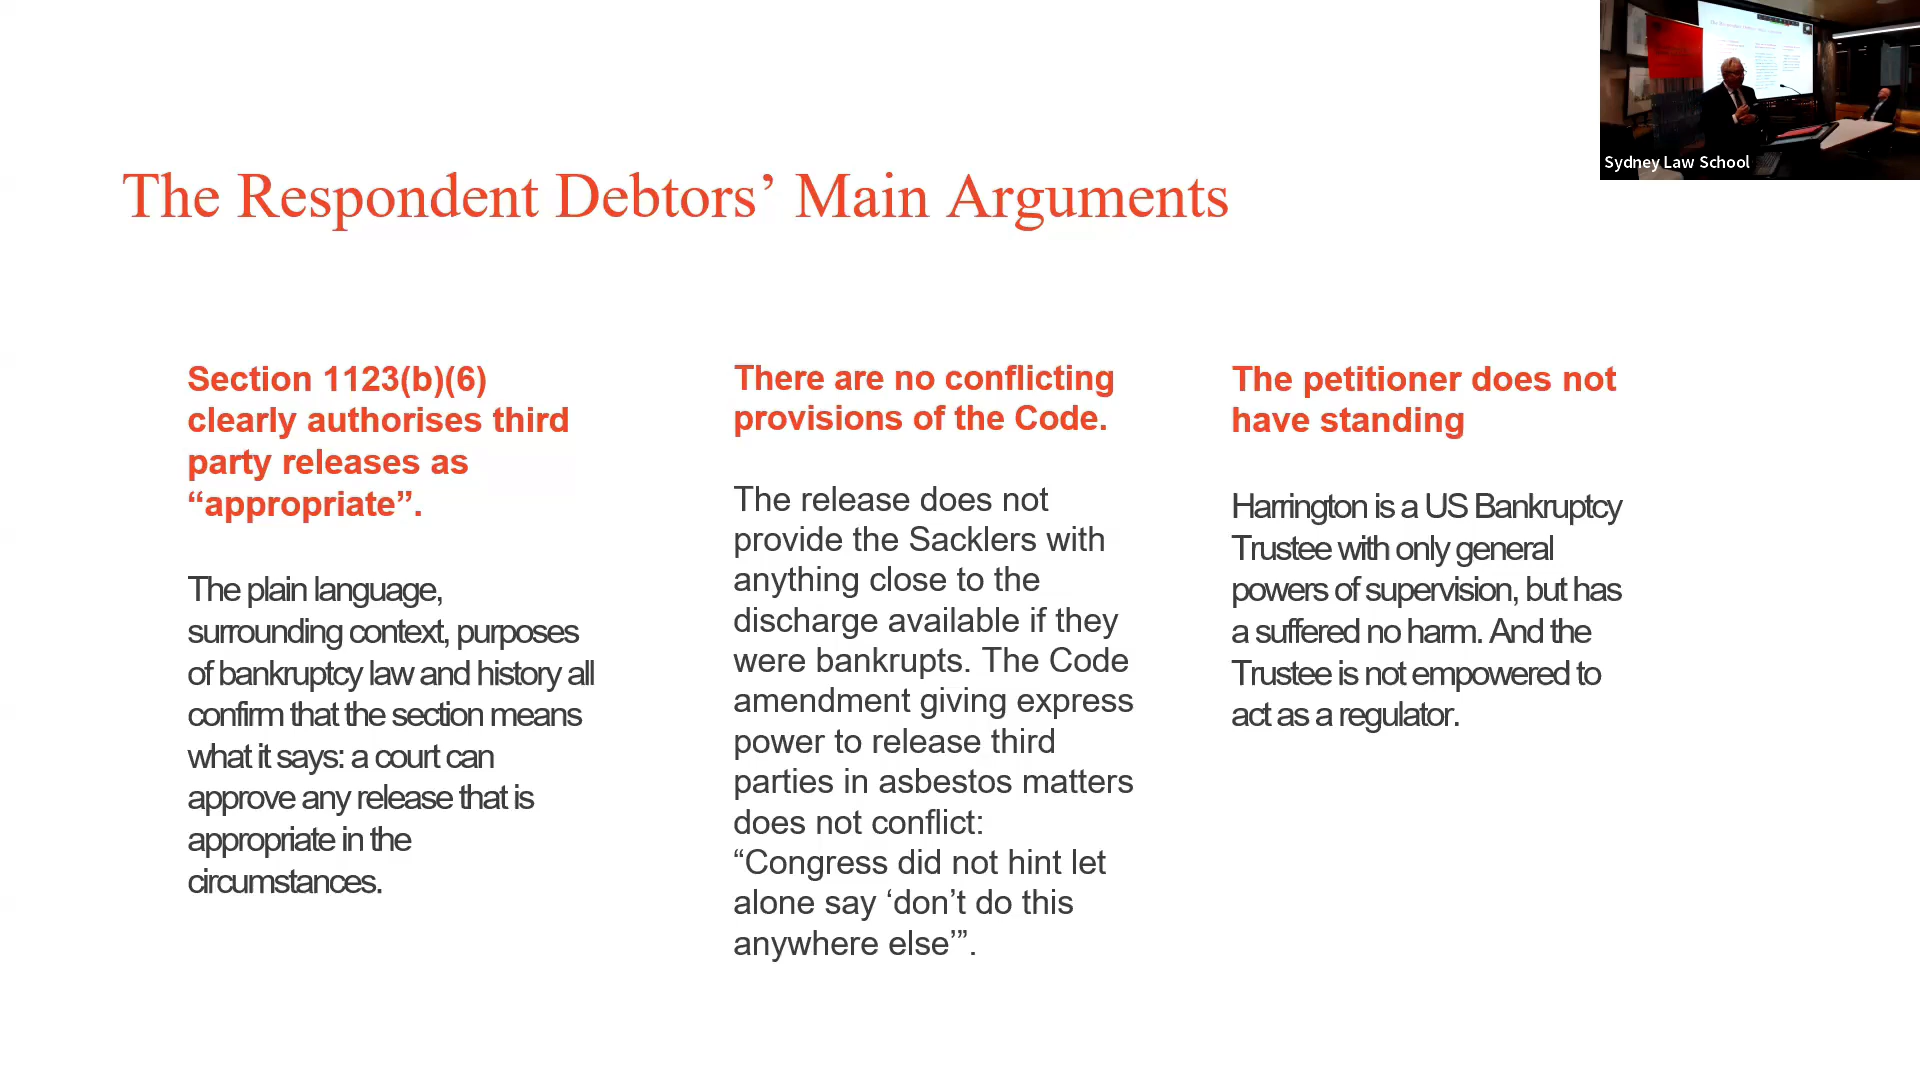 Sydney Law School
The Respondent Debtors’ Main Arguments
Section 1123(b)(6)
clearly authorises third
party releases as
“appropriate”.
The plain language,
surrounding context, purposes
of bankruptcy law and history all
confirm that the section means
what it says: a court can
approve any release that is
appropriate in the
circumstances.
There are no conflicting
provisions of the Code.
The release does not
provide the Sacklers with
anything close to the
discharge available if they
were bankrupts. The Code
amendment giving express
power to release third
parties in asbestos matters
does not conflict:
“Congress did not hint let
alone say ‘don’t do this
anywhere else’”.
The petitioner does not
have standing
Harrington is a US Bankruptcy
Trustee with only general
powers of supervision, but has
a suffered no harm. And the
Trustee is not empowered to
act as a regulator.